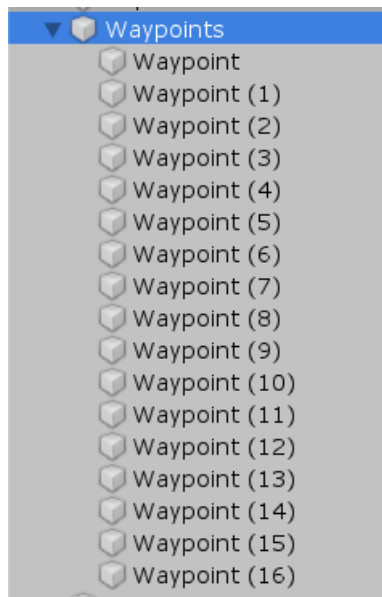 Waypoints
Waypoint
Waypoint (1)
Waypoint (2)
Waypoint (3)
Waypoint (4)
Waypoint (5)
Waypoint (6)
Waypoint (7)
Waypoint (8)
Waypoint (9)
Waypoint (10)
Waypoint (11)
Waypoint (12)
Waypoint (13)
Waypoint (14)
Waypoint (15)
Waypoint (16)